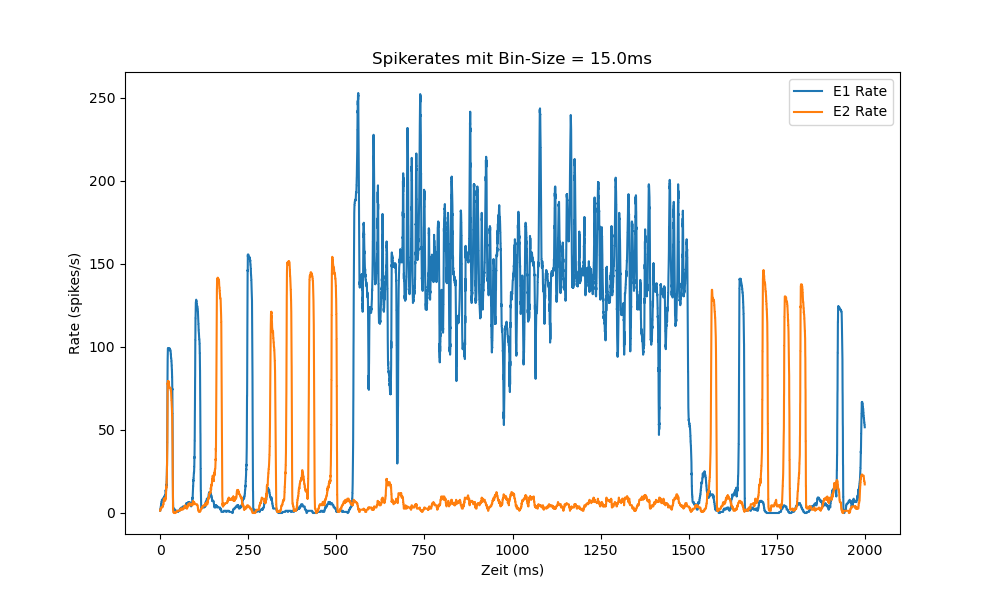 Spikerates mit Bin-Size = 15.0ms
E1 Rate
E2 Rate
250
200
150
100
50
0
Rate (spikes/s)
0 250 500 750 1000 1250 1500 1750 2000
Zeit (ms)